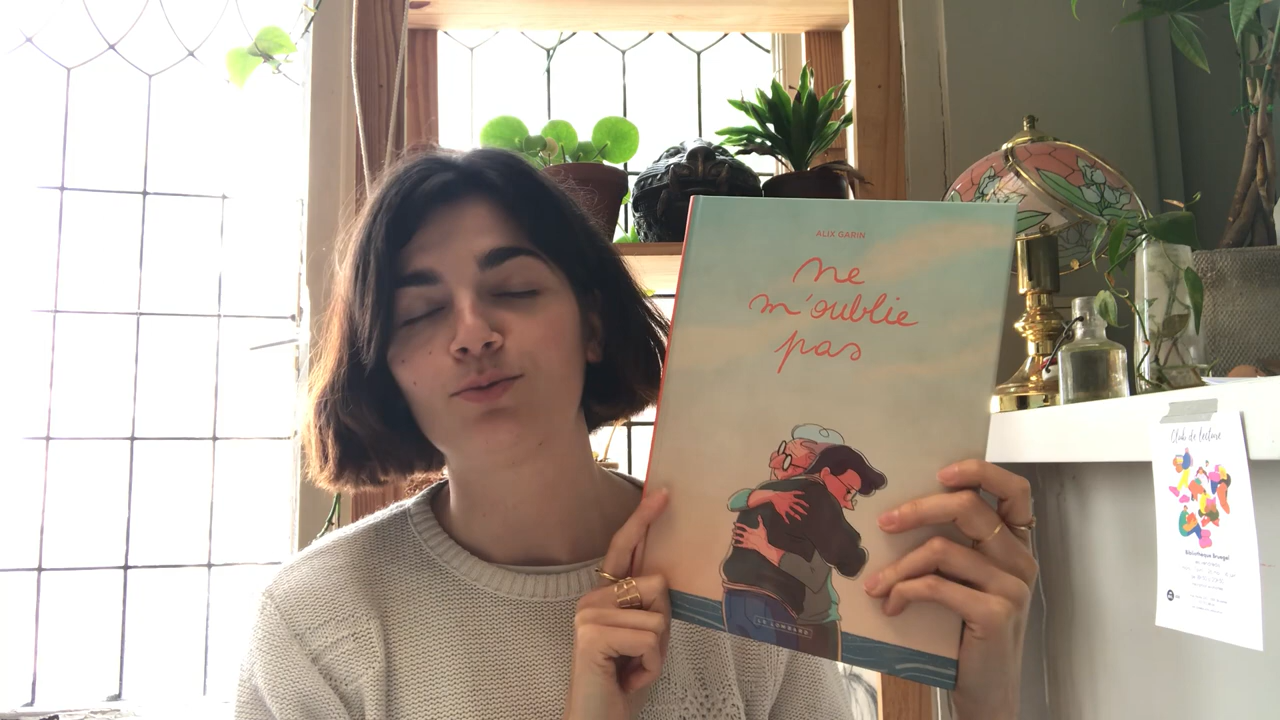 ALIX GARIN
ne
m'oublie
pas
LE LOMBARD
Club de lecture
Bibliothèque Bruegel